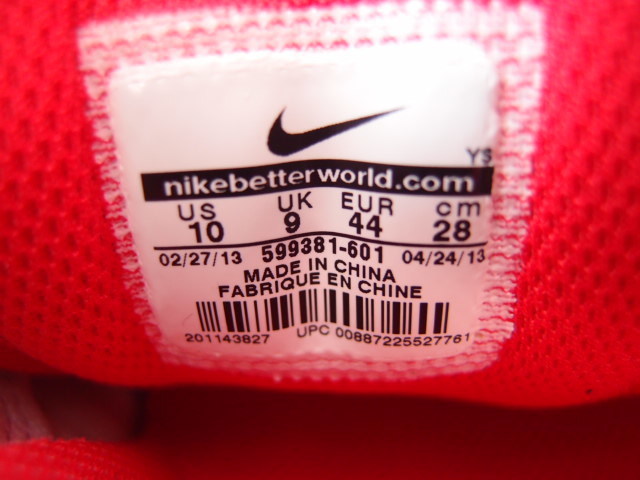 YS
nikebetterworld.com
US UK EUR cm
10 9 44 28
02/27/13 599381-601 04/24/13
MADE IN CHINA
FABRIQUE EN CHINE
201143827 UPC 00887225527761